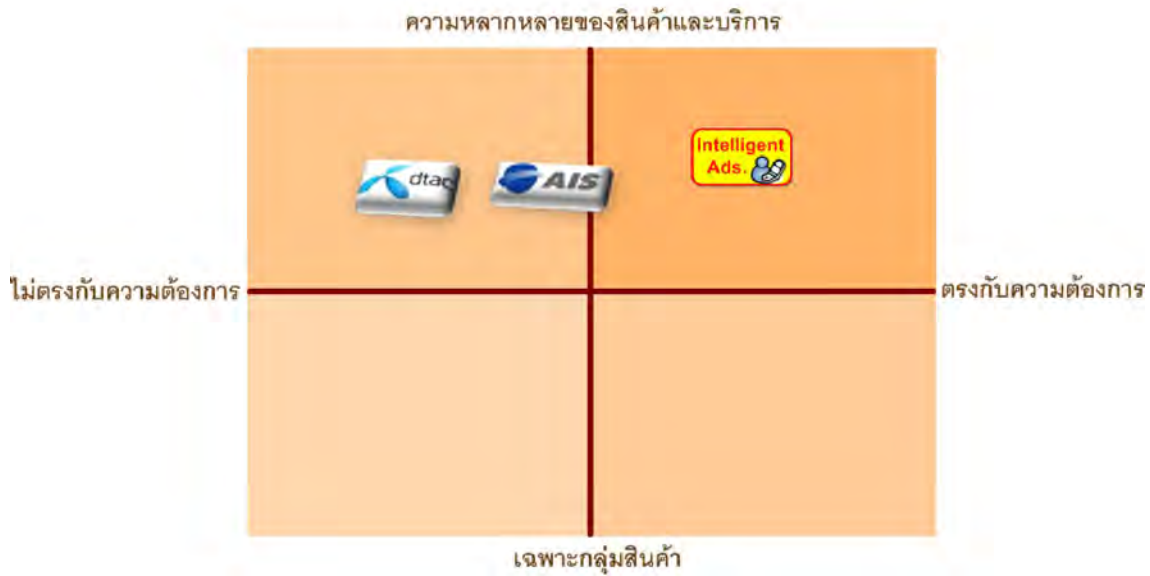 ความหลากหลายของสินค้าและบริการ
Intelligent
Ads.
dtac
AIS
ไม่ตรงกับความต้องการ
ตรงกับความต้องการ
เฉพาะกลุ่มสินค้า